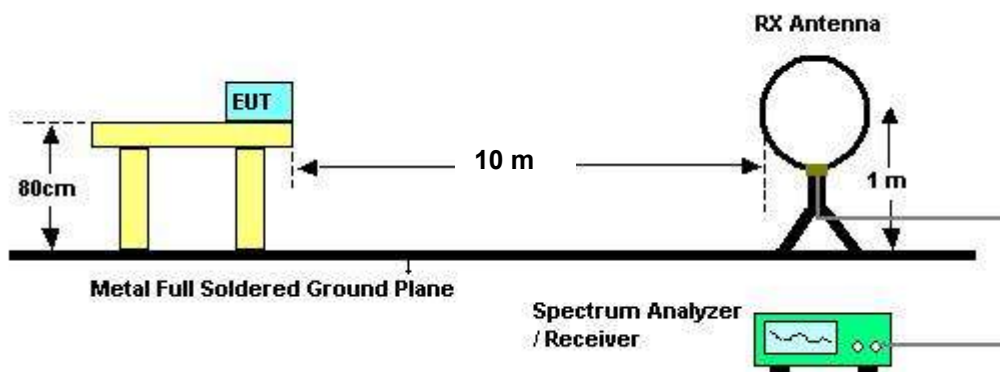 RX Antenna
EUT
10 m
80cm
1 m
Metal Full Soldered Ground Plane
Spectrum Analyzer
/ Receiver